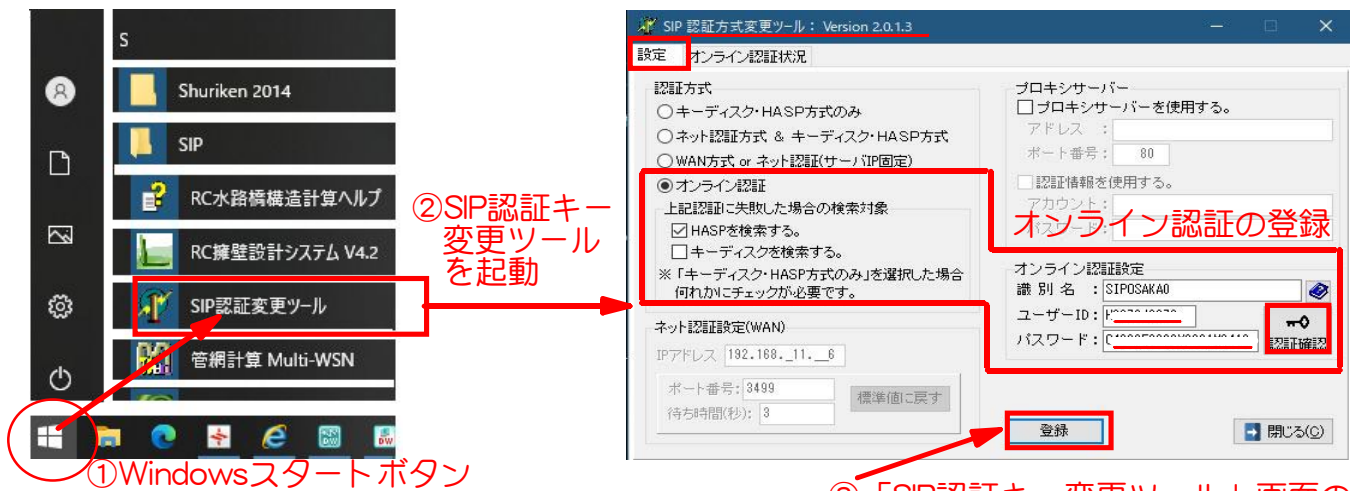 S
Shuriken 2014
SIP
RC水路橋構造計算ヘルプ
RC擁壁設計システム V4.2
SIP認証変更ツール
管網計算 Multi-WSN
①Windowsスタートボタン
②SIP認証キー
変更ツール
を起動
SIP 認証方式変更ツール： Version 2.0.1.3
設定 オンライン認証状況
認証方式
キーディスク・HASP方式のみ
ネット認証方式 & キーディスク・HASP方式
WAN方式 or ネット認証(サーバIP固定)
オンライン認証
上記認証に失敗した場合の検索対象
HASPを検索する。
キーディスクを検索する。
※「キーディスク・HASP方式のみ」を選択した場合
何れかにチェックが必要です。
ネット認証設定(WAN)
IPアドレス 192.168._11.__6
ポート番号: 3499
待ち時間(秒): 3
標準値に戻す
プロキシサーバー
プロキシサーバーを使用する。
アドレス :
ポート番号: 80
認証情報を使用する。
アカウント:
オンライン認証の登録
オンライン認証設定
識別名 : SIPOSAKA0
ユーザーID:
パスワード:
認証確認
登録
閉じる(C)